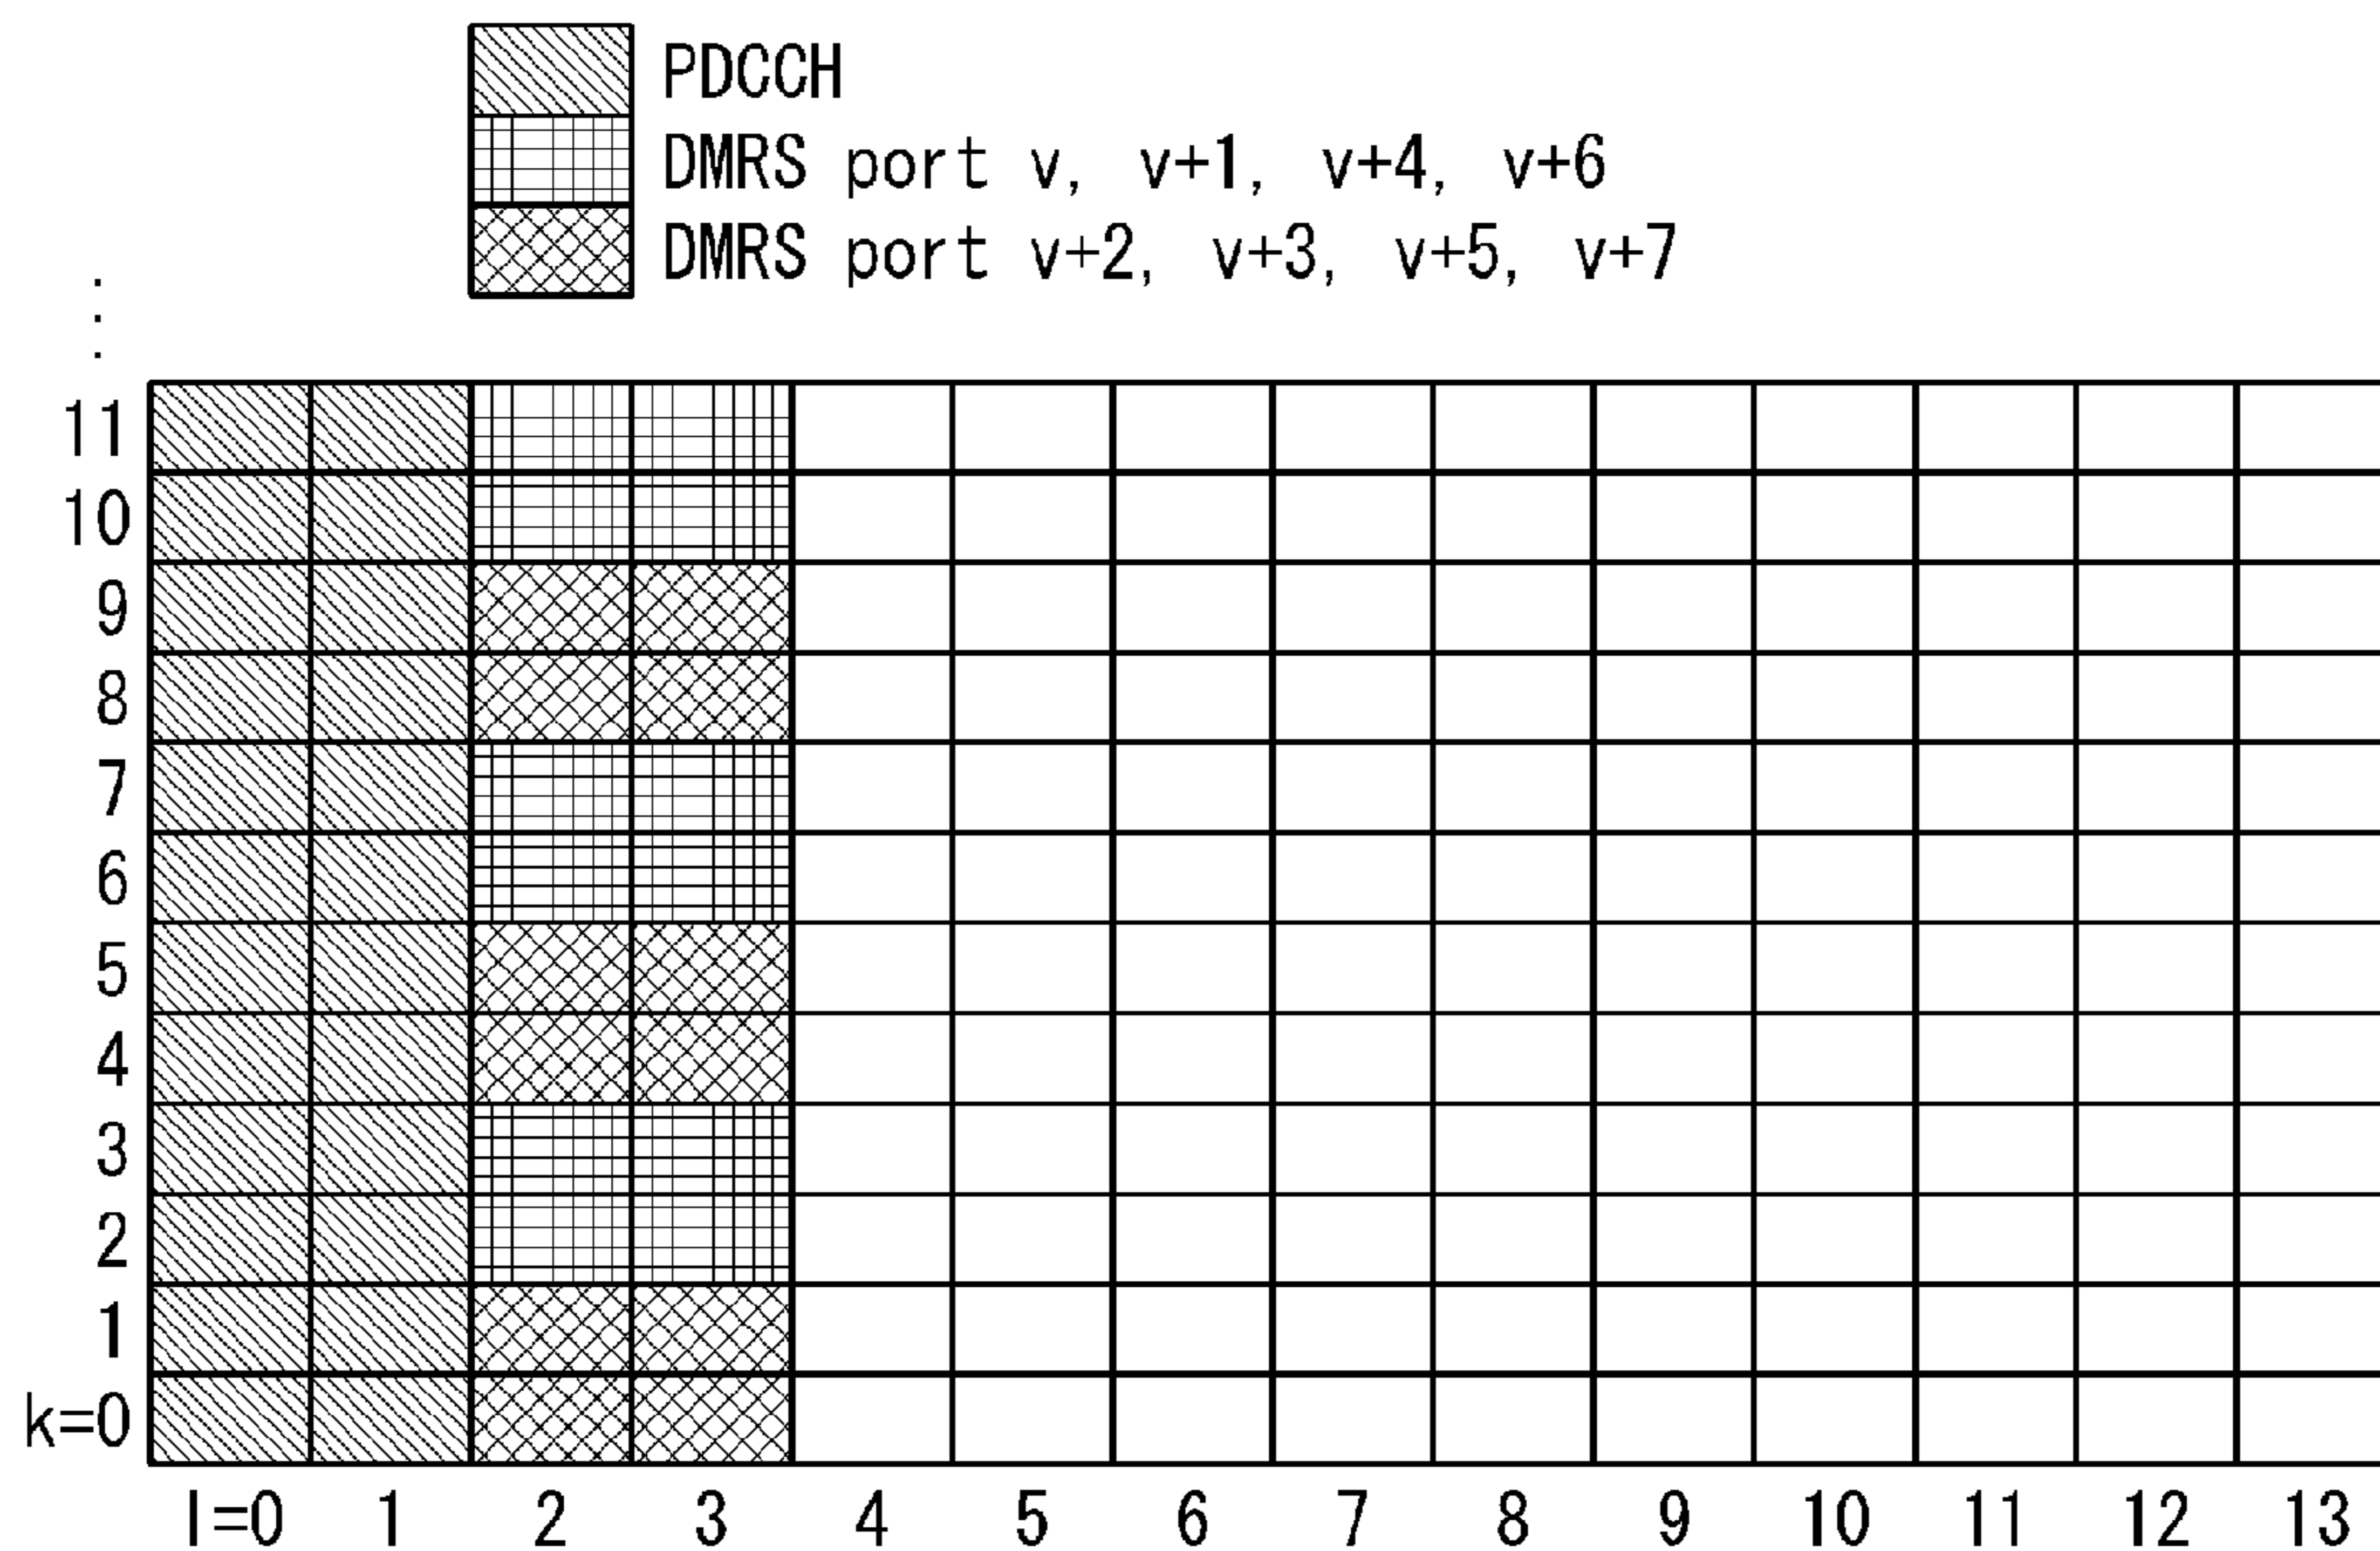 PDCCH
DMRS port v, v+1, v+4, v+6
DMRS port v+2, v+3, v+5, v+7
11
10
9
8
7
6
5
4
3
2
1
k=0
l=0 1 2 3 4 5 6 7 8 9 10 11 12 13